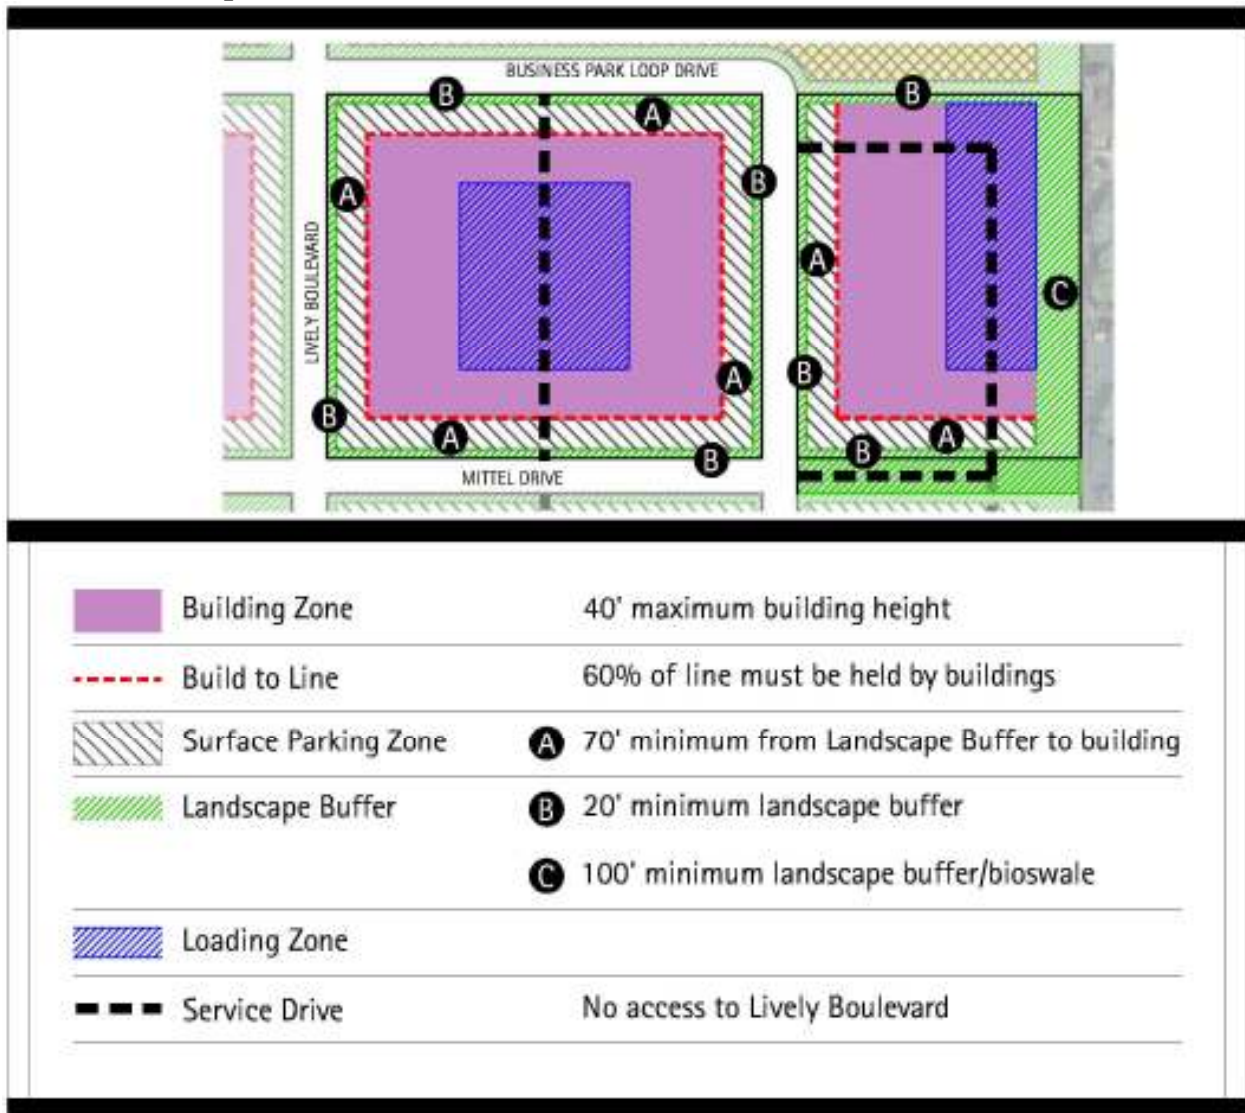 BUSINESS PARK LOOP DRIVE
B
B
A
A
B
LIVELY BOULEVARD
A
C
B
A
B
A
A
B
B
MITTEL DRIVE
Building Zone 40' maximum building height
Build to Line 60% of line must be held by buildings
Surface Parking Zone A 70' minimum from Landscape Buffer to building
Landscape Buffer B 20' minimum landscape buffer
C 100' minimum landscape buffer/bioswale
Loading Zone
Service Drive No access to Lively Boulevard